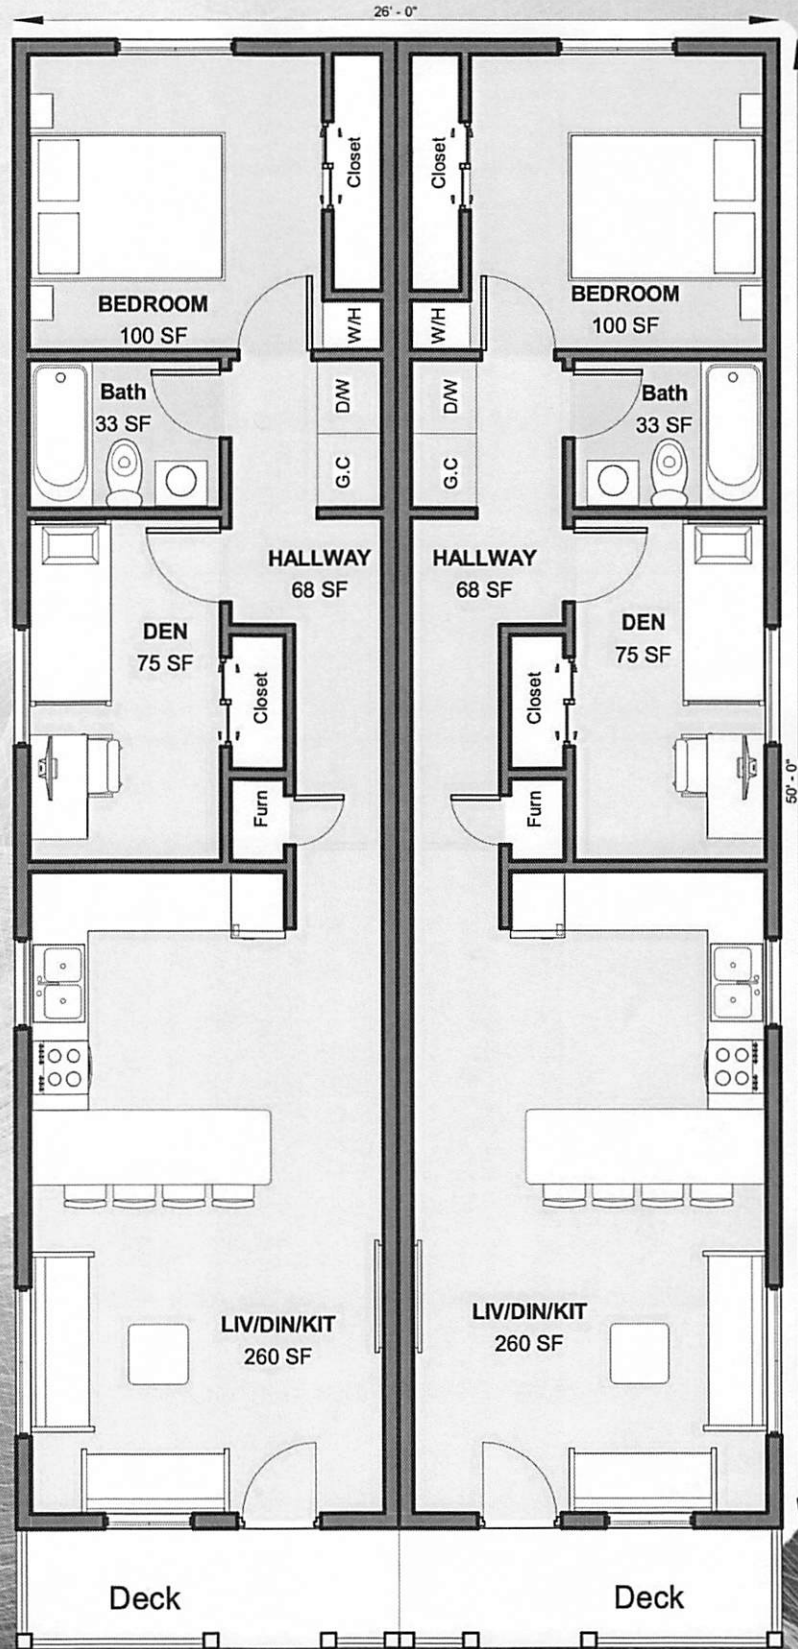 26' - 0"
Closet
Closet
BEDROOM
100 SF
BEDROOM
100 SF
W/H
W/H
Bath
33 SF
D/W
D/W
Bath
33 SF
G.C
G.C
HALLWAY
68 SF
HALLWAY
68 SF
DEN
75 SF
DEN
75 SF
Closet
Closet
50' - 0"
Furn
Furn
LIV/DIN/KIT
260 SF
LIV/DIN/KIT
260 SF
Deck
Deck